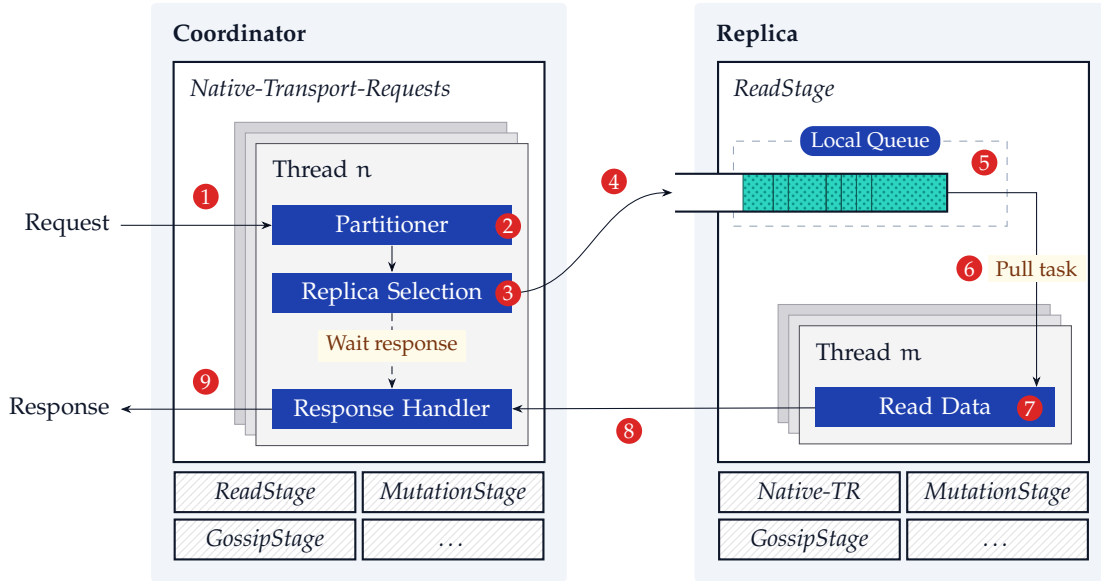 Coordinator
Native-Transport-Requests
Thread n
1
Request
Partitioner
2
Replica Selection
3
Wait response
9
Response
Response Handler
ReadStage
MutationStage
GossipStage
...
4
8
Replica
ReadStage
Local Queue
5
6
Pull task
Thread m
Read Data
7
Native-TR
MutationStage
GossipStage
...